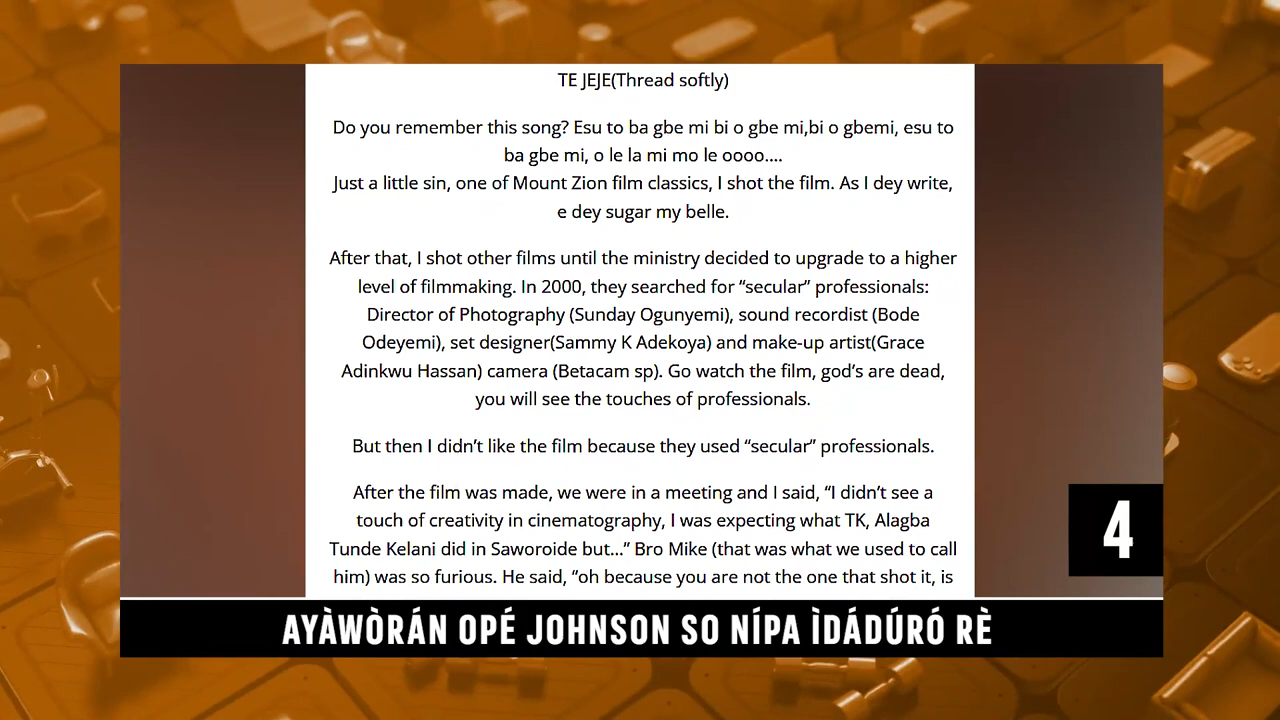 TE JEJE(Thread softly)
Do you remember this song? Esu to ba gbe mi bi o gbe mi,bi o gbemi, esu to
ba gbe mi, o le la mi mo le oooo....
Just a little sin, one of Mount Zion film classics, I shot the film. As I dey write,
e dey sugar my belle.
After that, I shot other films until the ministry decided to upgrade to a higher
level of filmmaking. In 2000, they searched for “secular” professionals:
Director of Photography (Sunday Ogunyemi), sound recordist (Bode
Odeyemi), set designer(Sammy K Adekoya) and make-up artist(Grace
Adinkwu Hassan) camera (Betacam sp). Go watch the film, god’s are dead,
you will see the touches of professionals.
But then I didn’t like the film because they used “secular” professionals.
After the film was made, we were in a meeting and I said, “I didn’t see a
touch of creativity in cinematography, I was expecting what TK, Alagba
Tunde Kelani did in Saworoide but...” Bro Mike (that was what we used to call
him) was so furious. He said, “oh because you are not the one that shot it, is
4
AYÀWÒRÁN OPÉ JOHNSON SO NÍPA ÌDÁDÚRÓ RÈ